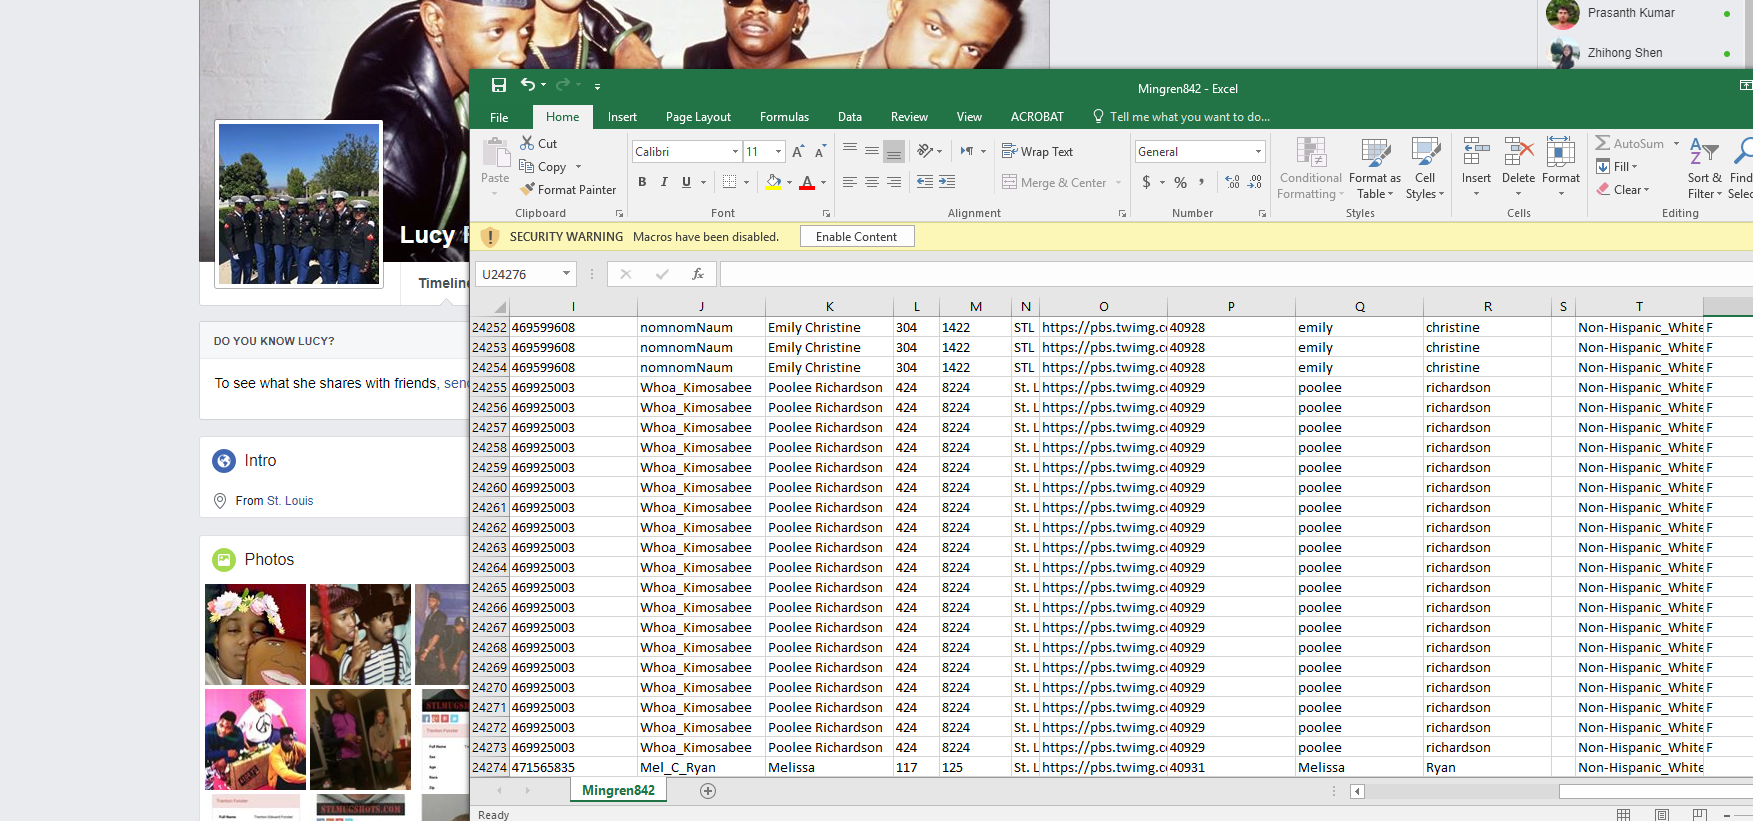 Prasanth Kumar
Zhihong Shen
Mingren842 - Excel
File Home Insert Page Layout Formulas Data Review View ACROBAT Tell me what you want to do...
Paste
Cut
Copy
Format Painter
Clipboard
Calibri 11
B I U
Font
Wrap Text
Merge & Center
Alignment
General
$ % ,
Number
Conditional Formatting
Format as Table
Cell Styles
Styles
Insert Delete Format
Cells
AutoSum
Fill
Clear
Sort & Filter
Editing
SECURITY WARNING Macros have been disabled. Enable Content
U24276 fx
I J K L M N O P Q R S T
24252 469599608 nomnomNaum Emily Christine 304 1422 STL https://pbs.twimg.c 40928 emily christine Non-Hispanic_White F
24253 469599608 nomnomNaum Emily Christine 304 1422 STL https://pbs.twimg.c 40928 emily christine Non-Hispanic_White F
24254 469599608 nomnomNaum Emily Christine 304 1422 STL https://pbs.twimg.c 40928 emily christine Non-Hispanic_White F
24255 469925003 Whoa_Kimosabee Poolee Richardson 424 8224 St. L https://pbs.twimg.c 40929 poolee richardson Non-Hispanic_White F
24256 469925003 Whoa_Kimosabee Poolee Richardson 424 8224 St. L https://pbs.twimg.c 40929 poolee richardson Non-Hispanic_White F
24257 469925003 Whoa_Kimosabee Poolee Richardson 424 8224 St. L https://pbs.twimg.c 40929 poolee richardson Non-Hispanic_White F
24258 469925003 Whoa_Kimosabee Poolee Richardson 424 8224 St. L https://pbs.twimg.c 40929 poolee richardson Non-Hispanic_White F
24259 469925003 Whoa_Kimosabee Poolee Richardson 424 8224 St. L https://pbs.twimg.c 40929 poolee richardson Non-Hispanic_White F
24260 469925003 Whoa_Kimosabee Poolee Richardson 424 8224 St. L https://pbs.twimg.c 40929 poolee richardson Non-Hispanic_White F
24261 469925003 Whoa_Kimosabee Poolee Richardson 424 8224 St. L https://pbs.twimg.c 40929 poolee richardson Non-Hispanic_White F
24262 469925003 Whoa_Kimosabee Poolee Richardson 424 8224 St. L https://pbs.twimg.c 40929 poolee richardson Non-Hispanic_White F
24263 469925003 Whoa_Kimosabee Poolee Richardson 424 8224 St. L https://pbs.twimg.c 40929 poolee richardson Non-Hispanic_White F
24264 469925003 Whoa_Kimosabee Poolee Richardson 424 8224 St. L https://pbs.twimg.c 40929 poolee richardson Non-Hispanic_White F
24265 469925003 Whoa_Kimosabee Poolee Richardson 424 8224 St. L https://pbs.twimg.c 40929 poolee richardson Non-Hispanic_White F
24266 469925003 Whoa_Kimosabee Poolee Richardson 424 8224 St. L https://pbs.twimg.c 40929 poolee richardson Non-Hispanic_White F
24267 469925003 Whoa_Kimosabee Poolee Richardson 424 8224 St. L https://pbs.twimg.c 40929 poolee richardson Non-Hispanic_White F
24268 469925003 Whoa_Kimosabee Poolee Richardson 424 8224 St. L https://pbs.twimg.c 40929 poolee richardson Non-Hispanic_White F
24269 469925003 Whoa_Kimosabee Poolee Richardson 424 8224 St. L https://pbs.twimg.c 40929 poolee richardson Non-Hispanic_White F
24270 469925003 Whoa_Kimosabee Poolee Richardson 424 8224 St. L https://pbs.twimg.c 40929 poolee richardson Non-Hispanic_White F
24271 469925003 Whoa_Kimosabee Poolee Richardson 424 8224 St. L https://pbs.twimg.c 40929 poolee richardson Non-Hispanic_White F
24272 469925003 Whoa_Kimosabee Poolee Richardson 424 8224 St. L https://pbs.twimg.c 40929 poolee richardson Non-Hispanic_White F
24273 469925003 Whoa_Kimosabee Poolee Richardson 424 8224 St. L https://pbs.twimg.c 40929 poolee richardson Non-Hispanic_White F
24274 471565835 Mel_C_Ryan Melissa 117 125 St. L https://pbs.twimg.c 40931 Melissa Ryan Non-Hispanic_White F
Mingren842
Ready
Lucy
Timeline
DO YOU KNOW LUCY?
To see what she shares with friends, send
Intro
From St. Louis
Photos
STLMUGSHOTS.COM
Full Name
Sex
Age
Race